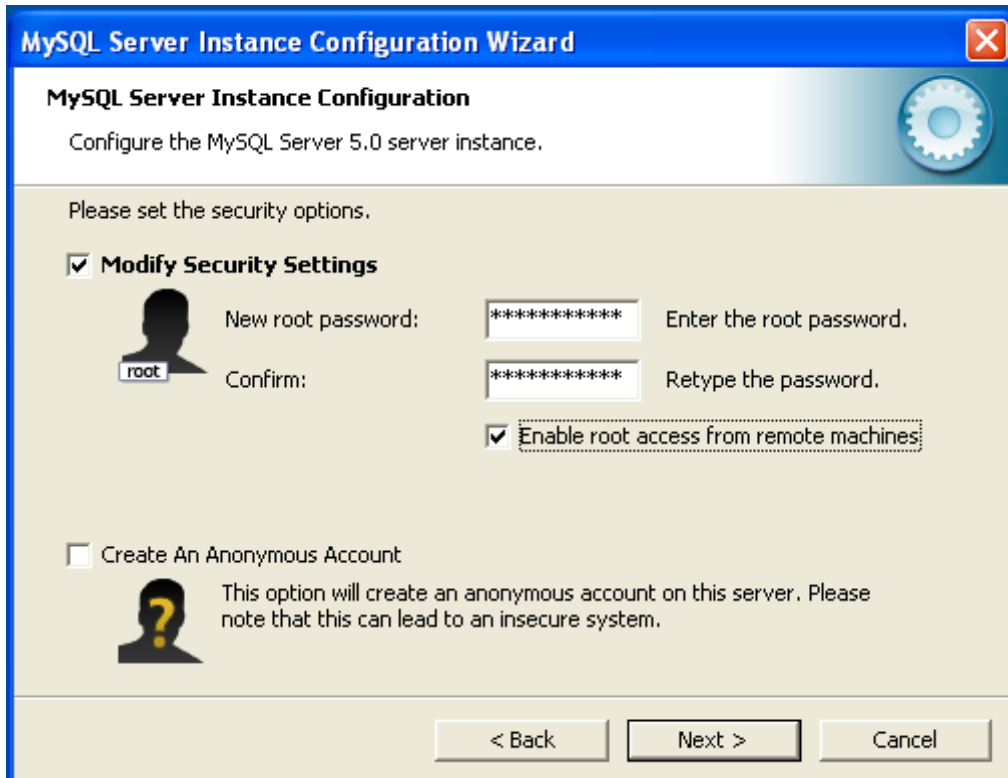 MySQL Server Instance Configuration Wizard
MySQL Server Instance Configuration
Configure the MySQL Server 5.0 server instance.
Please set the security options.
Modify Security Settings
New root password: *********** Enter the root password.
root
Confirm: *********** Retype the password.
Enable root access from remote machines
Create An Anonymous Account
This option will create an anonymous account on this server. Please
note that this can lead to an insecure system.
?
< Back Next > Cancel